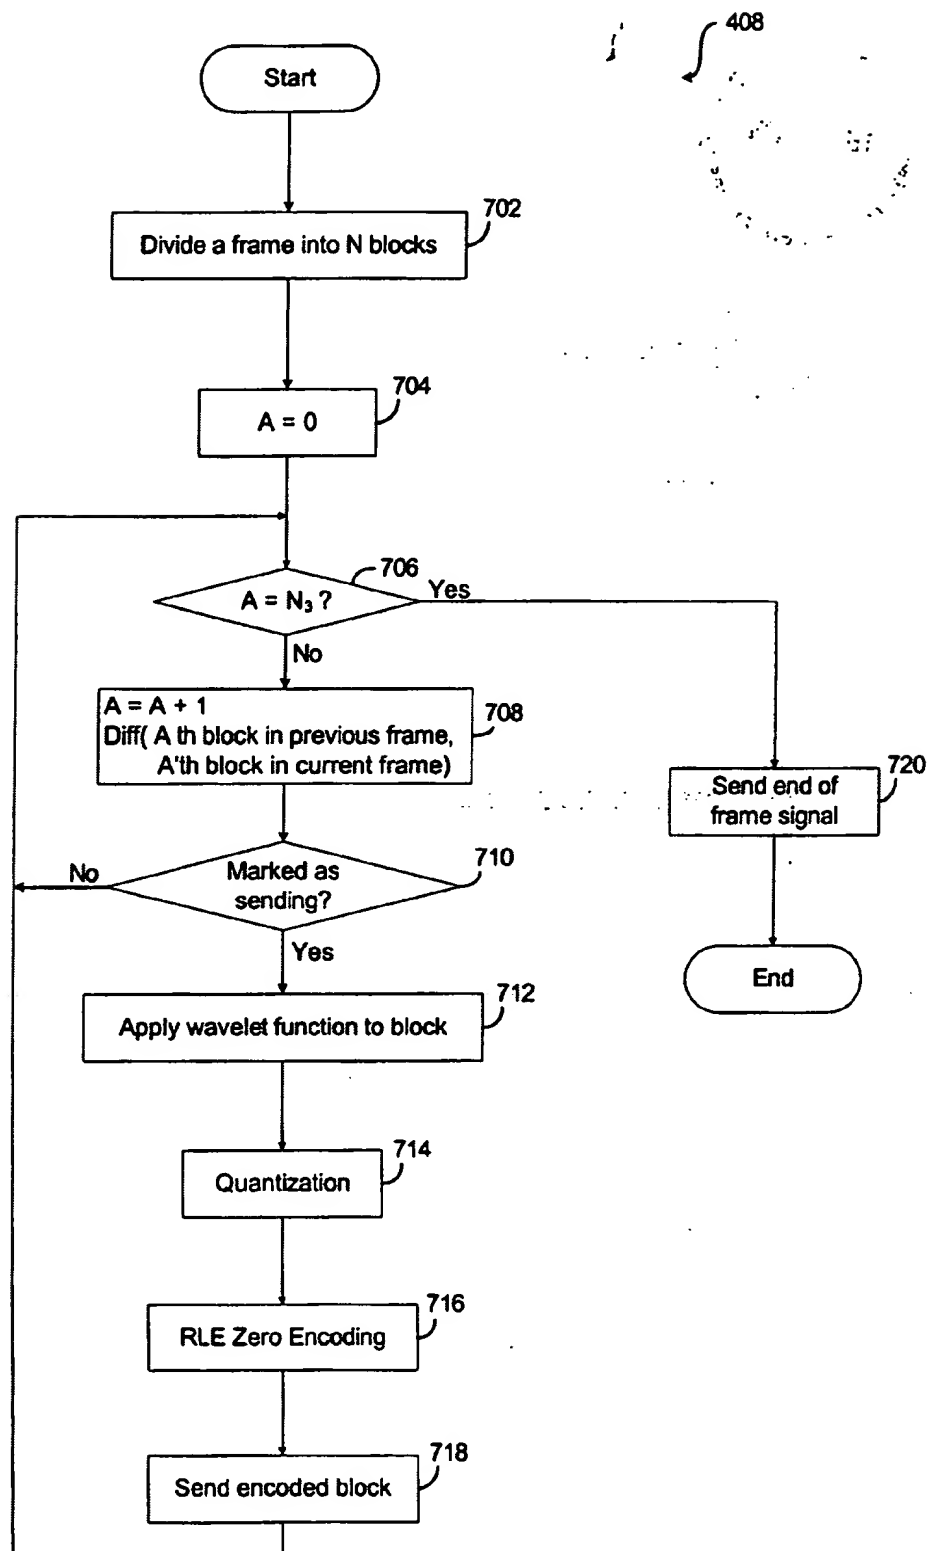 408
Start
702
Divide a frame into N blocks
704
A = 0
706
A = N₃ ?
Yes
No
A = A + 1
Diff( A th block in previous frame,
A'th block in current frame)
708
720
Send end of
frame signal
No
Marked as
sending?
710
Yes
End
712
Apply wavelet function to block
714
Quantization
716
RLE Zero Encoding
718
Send encoded block